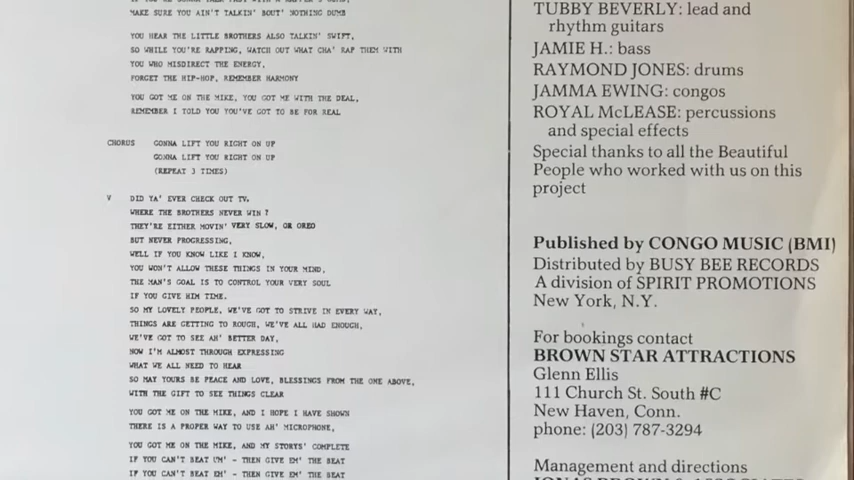 MAKE SURE YOU AIN'T TALKIN' BOUT' NOTHING DUMB
YOU HEAR THE LITTLE BROTHERS ALSO TALKIN' SWIFT,
SO WHILE YOU'RE RAPPING, WATCH OUT WHAT CHA' RAP THEM WITH
YOU WHO MISDIRECT THE ENERGY,
FORGET THE HIP-HOP, REMEMBER HARMONY
YOU GOT ME ON THE MIKE, YOU GOT ME WITH THE DEAL,
REMEMBER I TOLD YOU YOU'VE GOT TO BE FOR REAL
CHORUS GONNA LIFT YOU RIGHT ON UP
GONNA LIFT YOU RIGHT ON UP
(REPEAT 3 TIMES)
V DID YA' EVER CHECK OUT TV.
WHERE THE BROTHERS NEVER WIN ?
THEY'RE EITHER MOVIN' VERY SLOW, OR OREO
BUT NEVER PROGRESSING,
WELL IF YOU KNOW LIKE I KNOW,
YOU WON'T ALLOW THESE THINGS IN YOUR MIND,
THE MAN'S GOAL IS TO CONTROL YOUR VERY SOUL
IF YOU GIVE HIM TIME.
SO MY LOVELY PEOPLE, WE'VE GOT TO STRIVE IN EVERY WAY,
THINGS ARE GETTING TO ROUGH, WE'VE ALL HAD ENOUGH,
WE'VE GOT TO SEE AH' BETTER DAY,
NOW I'M ALMOST THROUGH EXPRESSING
WHAT WE ALL NEED TO HEAR
SO MAY YOURS BE PEACE AND LOVE, BLESSINGS FROM THE ONE ABOVE,
WITH THE GIFT TO SEE THINGS CLEAR
YOU GOT ME ON THE MIKE, AND I HOPE I HAVE SHOWN
THERE IS A PROPER WAY TO USE AH' MICROPHONE,
YOU GOT ME ON THE MIKE, AND MY STORYS' COMPLETE
IF YOU CAN'T BEAT UM' - THEN GIVE EM' THE BEAT
IF YOU CAN'T BEAT EM' - THEN GIVE EM' THE BEAT
TUBBY BEVERLY: lead and
rhythm guitars
JAMIE H.: bass
RAYMOND JONES: drums
JAMMA EWING: congos
ROYAL McLEASE: percussions
and special effects
Special thanks to all the Beautiful
People who worked with us on this
project
Published by CONGO MUSIC (BMI)
Distributed by BUSY BEE RECORDS
A division of SPIRIT PROMOTIONS
New York, N.Y.
For bookings contact
BROWN STAR ATTRACTIONS
Glenn Ellis
111 Church St. South #C
New Haven, Conn.
phone: (203) 787-3294
Management and directions